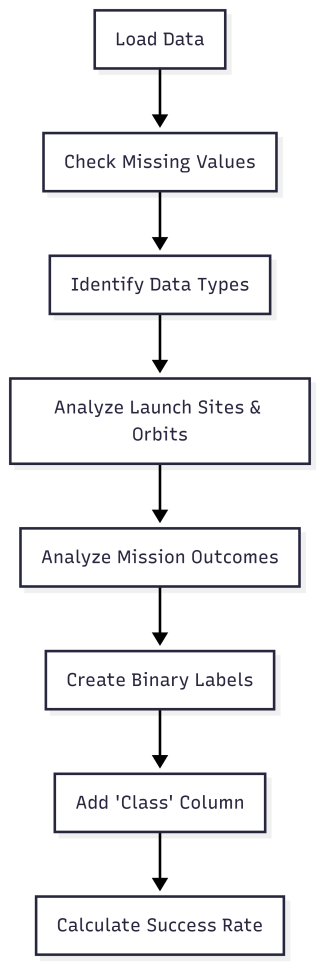 Load Data
Check Missing Values
Identify Data Types
Analyze Launch Sites &
Orbits
Analyze Mission Outcomes
Create Binary Labels
Add 'Class' Column
Calculate Success Rate